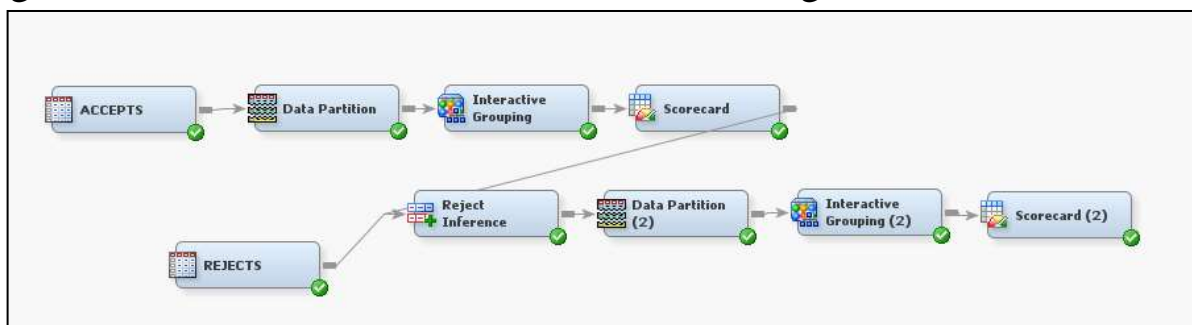 ACCEPTS
Data Partition
Interactive
Grouping
Scorecard
Reject
Inference
Data Partition
(2)
Interactive
Grouping (2)
Scorecard (2)
REJECTS